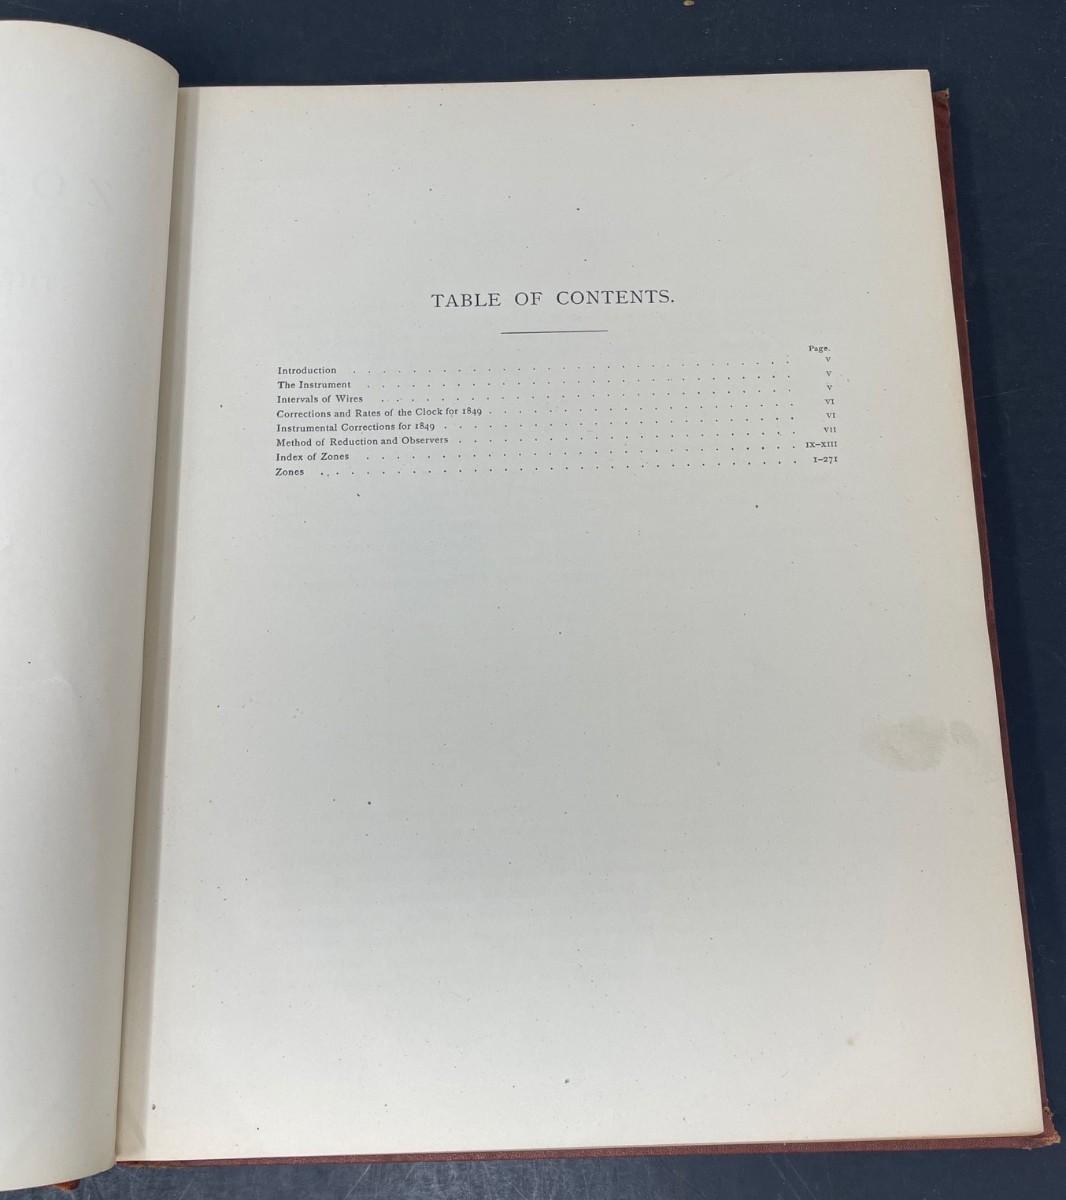 TABLE OF CONTENTS.
Page.
Introduction . . . . . . . . . . . . . . . . . . . . . . . . . . . . . V
The Instrument . . . . . . . . . . . . . . . . . . . . . . . . . . . . V
Intervals of Wires . . . . . . . . . . . . . . . . . . . . . . . . . . . V
Corrections and Rates of the Clock for 1849 . . . . . . . . . . . . . . . . . . . . VI
Instrumental Corrections for 1849 . . . . . . . . . . . . . . . . . . . . . . . VI
Method of Reduction and Observers . . . . . . . . . . . . . . . . . . . . . . VII
Index of Zones . . . . . . . . . . . . . . . . . . . . . . . . . . . . IX–XIII
Zones . . . . . . . . . . . . . . . . . . . . . . . . . . . . . . . 1–271